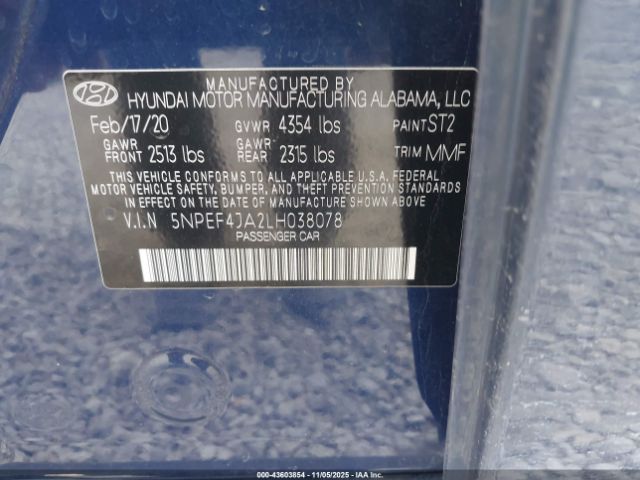 MANUFACTURED BY
HYUNDAI MOTOR MANUFACTURING ALABAMA, LLC
Feb/17/20 GVWR 4354 lbs PAINT ST2
GAWR FRONT 2513 lbs GAWR REAR 2315 lbs TRIM MMF
THIS VEHICLE CONFORMS TO ALL APPLICABLE U.S.A. FEDERAL
MOTOR VEHICLE SAFETY, BUMPER, AND THEFT PREVENTION STANDARDS
IN EFFECT ON THE DATE OF MANUFACTURE SHOWN ABOVE.
V.I.N 5NPEF4JA2LH038078
PASSENGER CAR
000-43603854 - 11/05/2025 - IAAI.COM